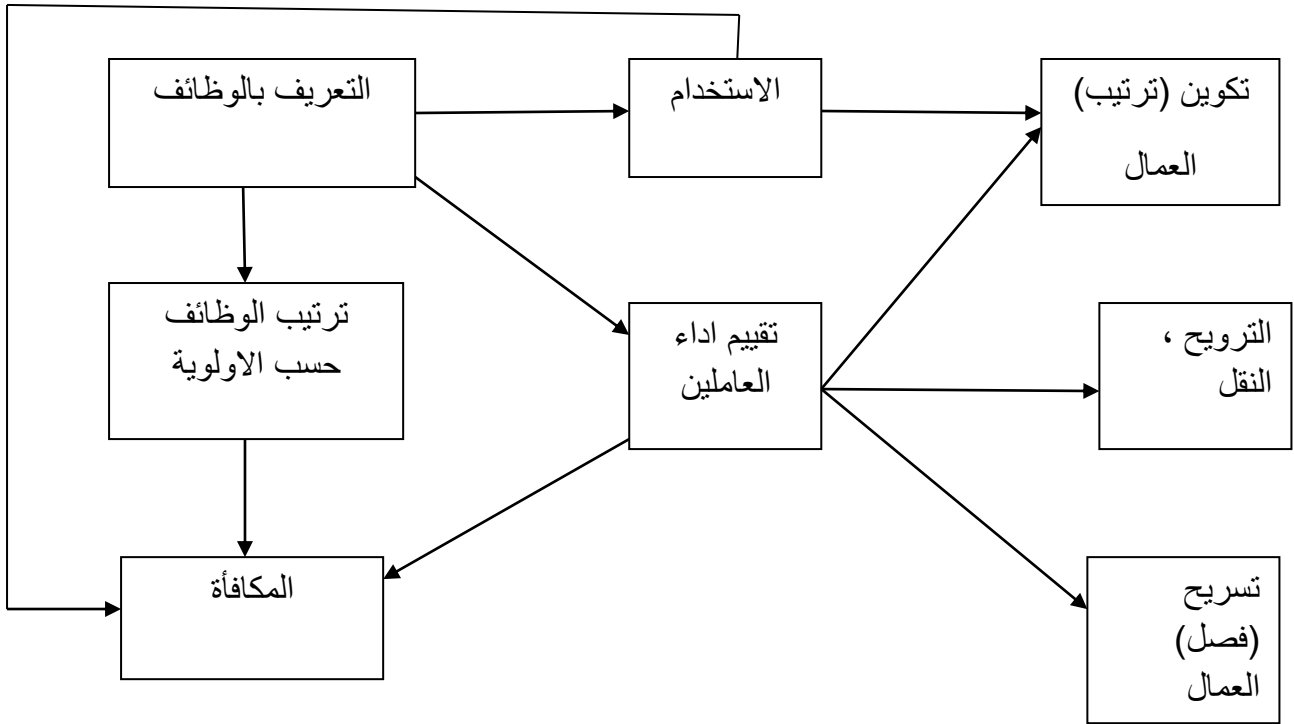 التعريف بالوظائف
الاستخدام
تكوين (ترتيب)
العمال
ترتيب الوظائف
حسب الاولوية
تقييم اداء
العاملين
الترويح ،
النقل
المكافأة
تسريح
(فصل)
العمال